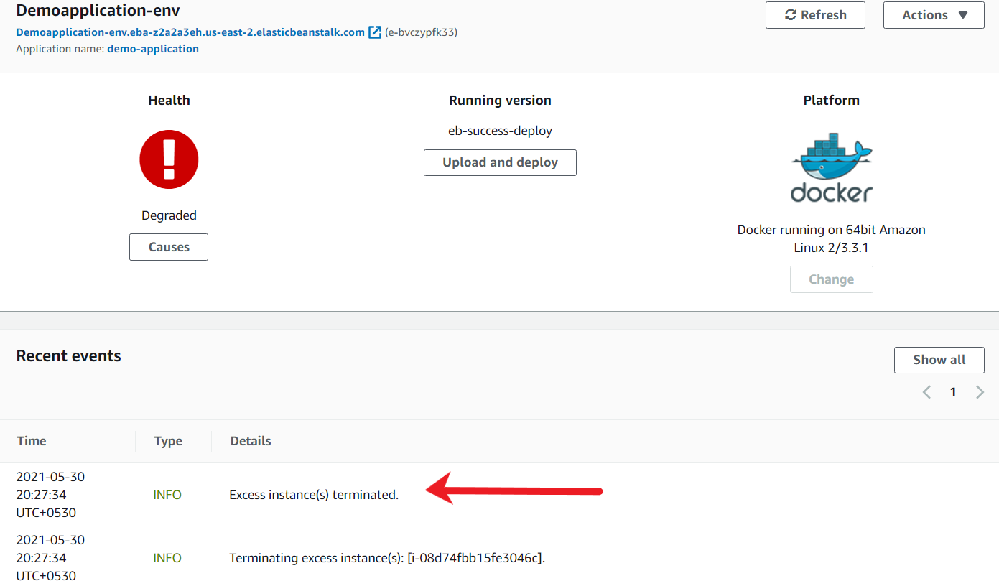 Demoapplication-env
Refresh
Actions
Demoapplication-env.eba-z2a2a3eh.us-east-2.elasticbeanstalk.com (e-bvczypfk33)
Application name: demo-application
Health
Running version
Platform
eb-success-deploy
Upload and deploy
docker
Degraded
Causes
Docker running on 64bit Amazon
Linux 2/3.3.1
Change
Recent events
Show all
1
Time Type Details
2021-05-30
20:27:34
UTC+0530
INFO
Excess instance(s) terminated.
2021-05-30
20:27:34
UTC+0530
INFO
Terminating excess instance(s): [i-08d74fbb15fe3046c].